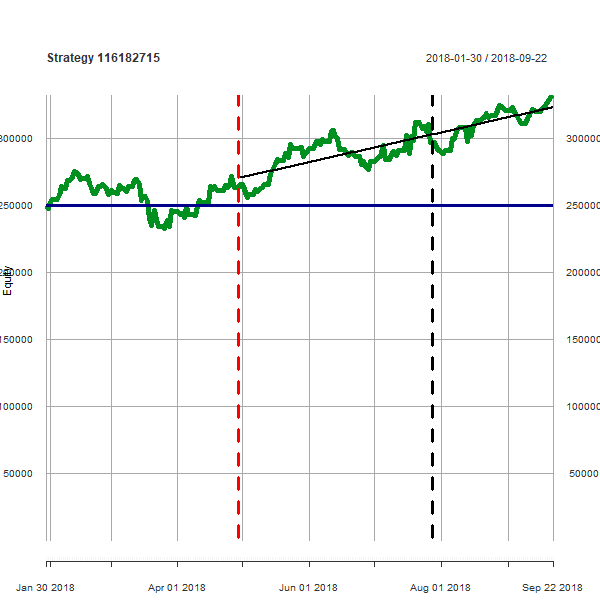 Strategy 116182715
2018-01-30 / 2018-09-22
300000 300000
250000 250000
200000 200000
150000 150000
100000 100000
50000 50000
Equity
Jan 30 2018 Apr 01 2018 Jun 01 2018 Aug 01 2018 Sep 22 2018